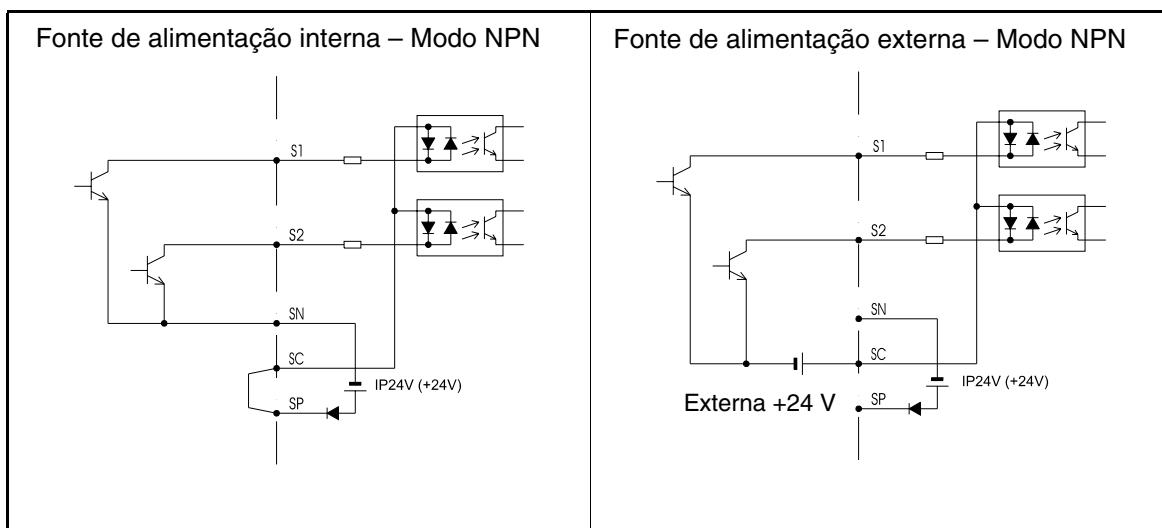 Fonte de alimentação interna – Modo NPN
S1
S2
SN
SC
IP24V (+24V)
SP
Fonte de alimentação externa – Modo NPN
S1
S2
SN
SC
IP24V (+24V)
Externa +24 V
SP